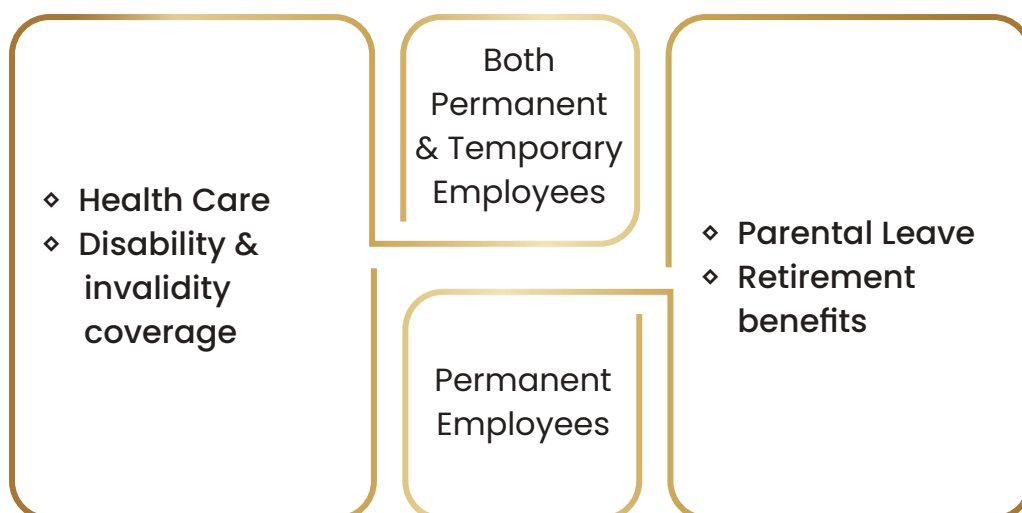 ◇ Health Care
◇ Disability &
invalidity
coverage
Both
Permanent
& Temporary
Employees
Permanent
Employees
◇ Parental Leave
◇ Retirement
benefits